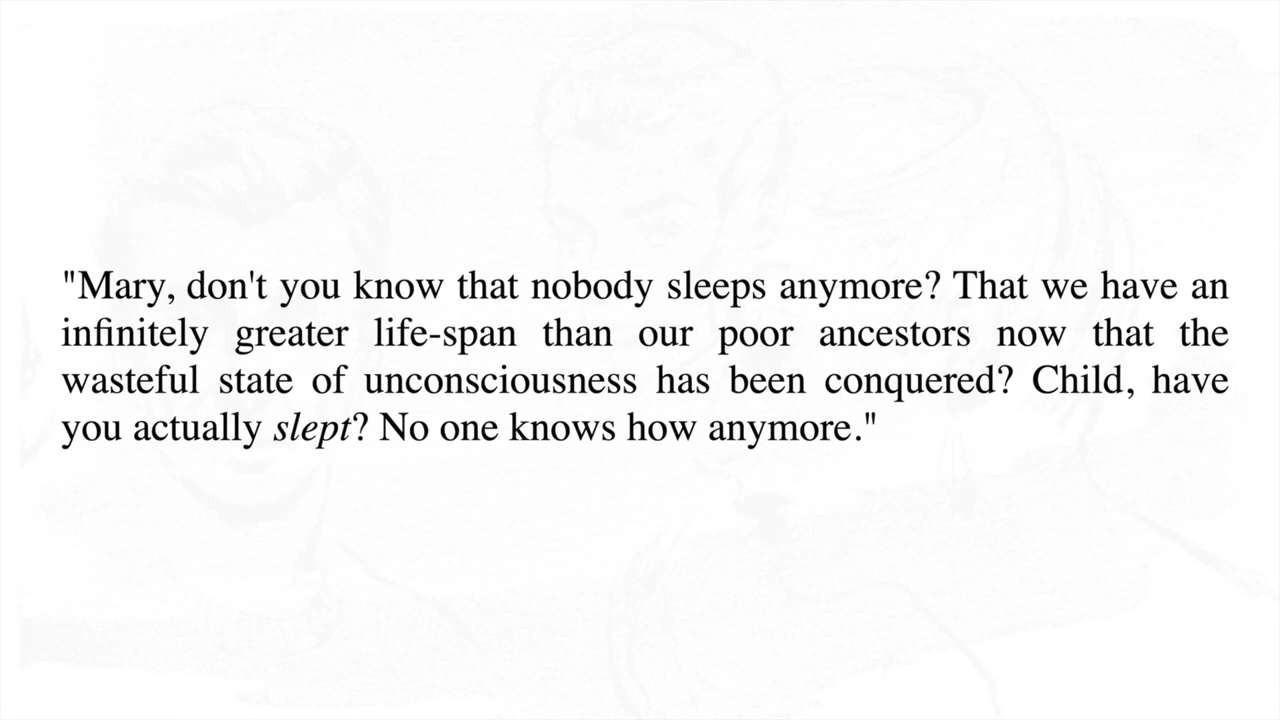 "Mary, don't you know that nobody sleeps anymore? That we have an
infinitely greater life-span than our poor ancestors now that the
wasteful state of unconsciousness has been conquered? Child, have
you actually slept? No one knows how anymore."